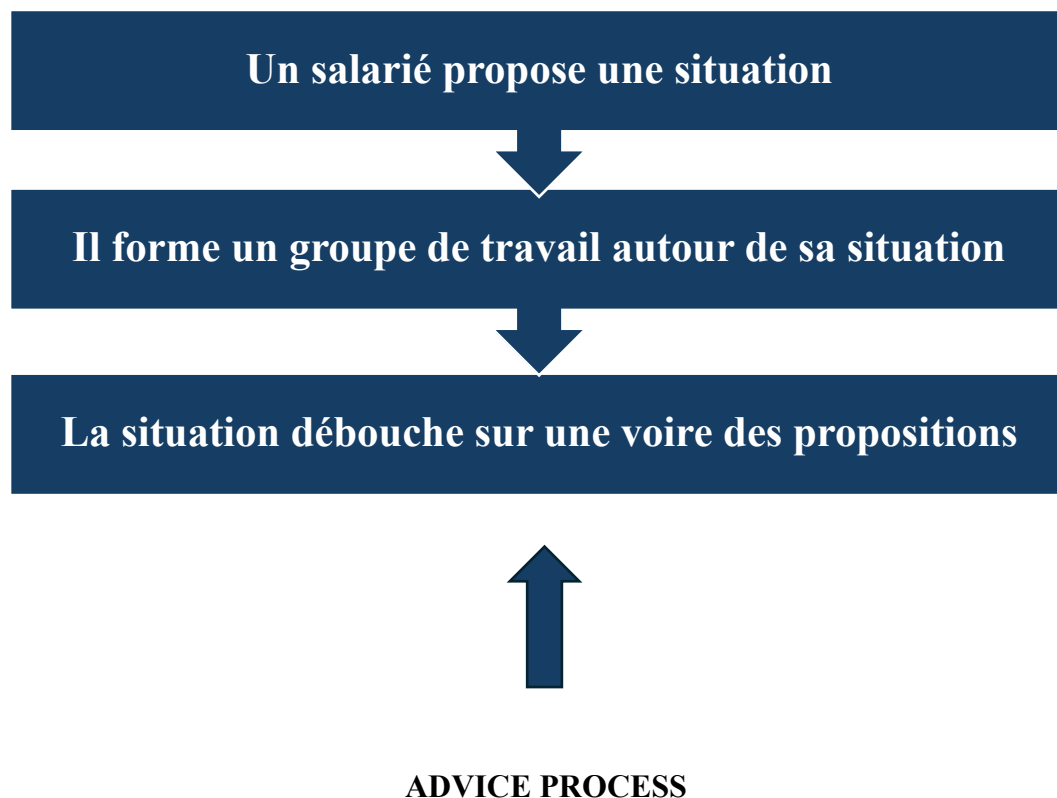 Un salarié propose une situation
Il forme un groupe de travail autour de sa situation
La situation débouche sur une voire des propositions
ADVICE PROCESS